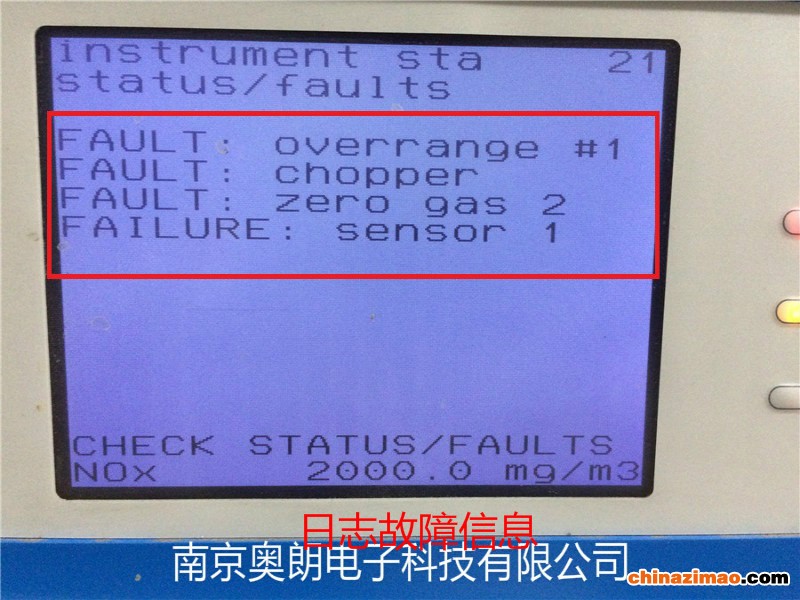 instrument sta 21
status/faults
FAULT: overrange #1
FAULT: chopper
FAULT: zero gas 2
FAILURE: sensor 1
CHECK STATUS/FAULTS
NOx 2000.0 mg/m3
日志故障信息
南京奥朗电子科技有限公司
chinazimao.com